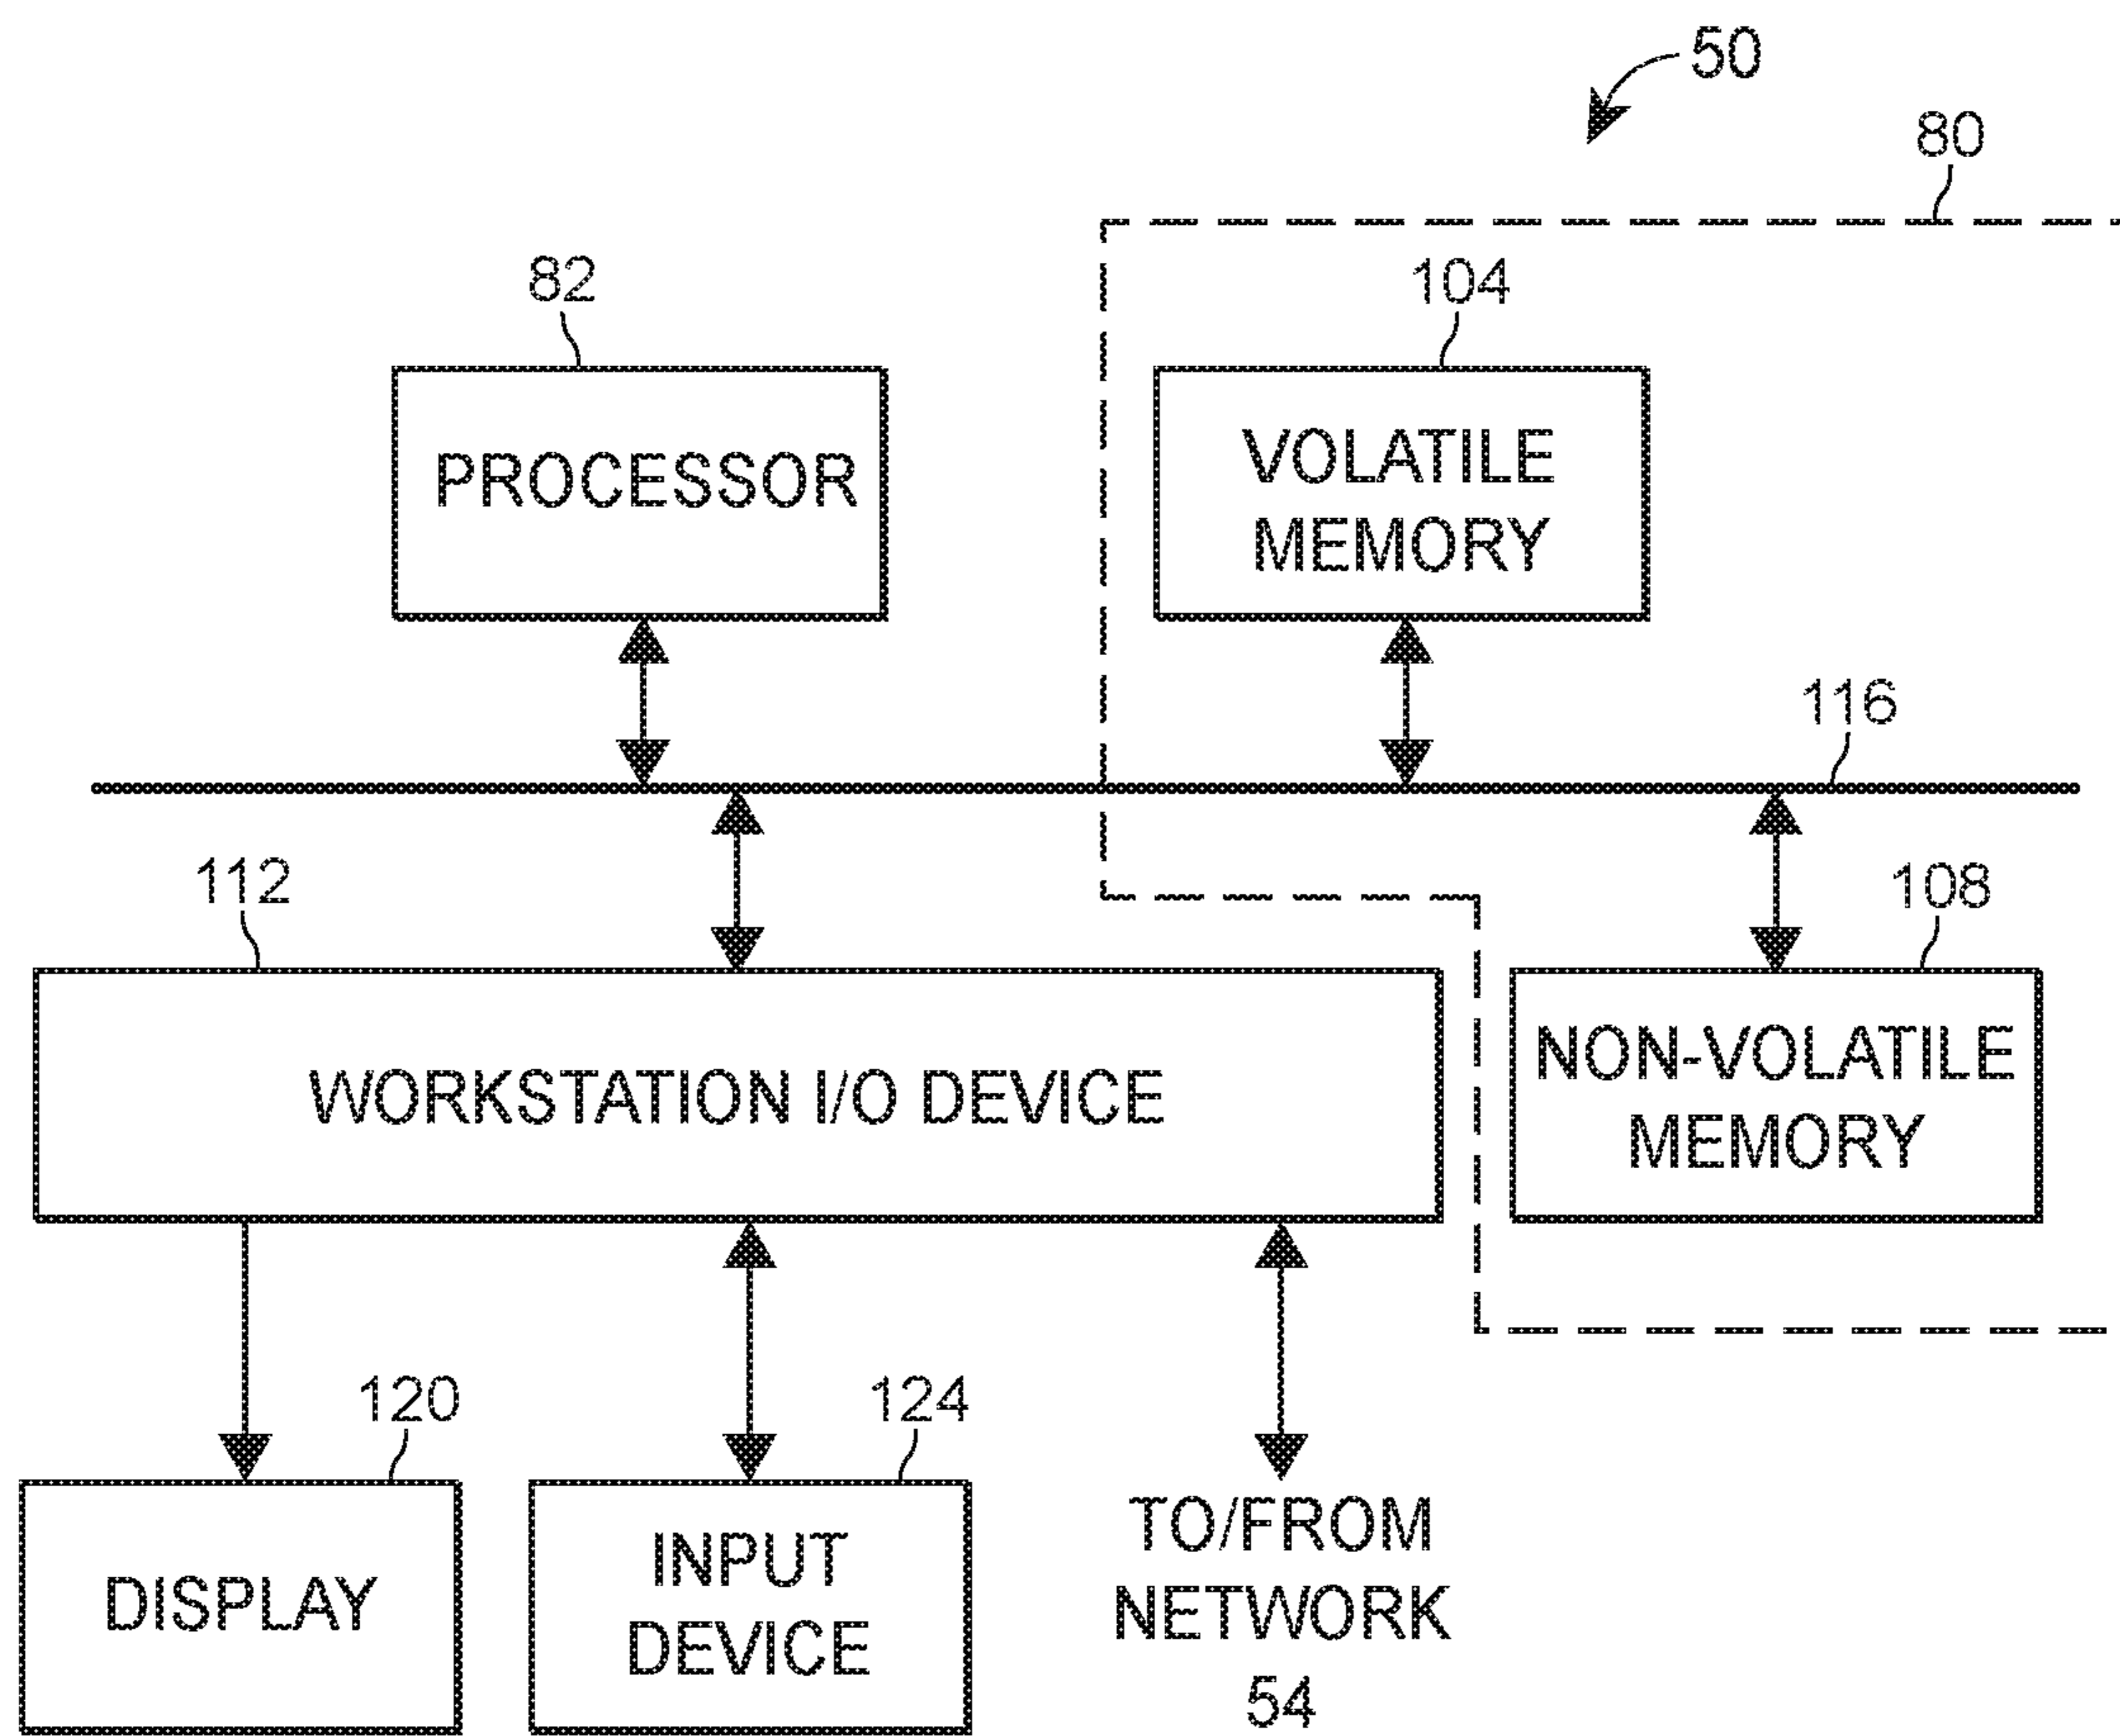 50
80
82
104
PROCESSOR
VOLATILE
MEMORY
116
112
108
WORKSTATION I/O DEVICE
NON-VOLATILE
MEMORY
120
124
DISPLAY
INPUT
DEVICE
TO/FROM
NETWORK
54